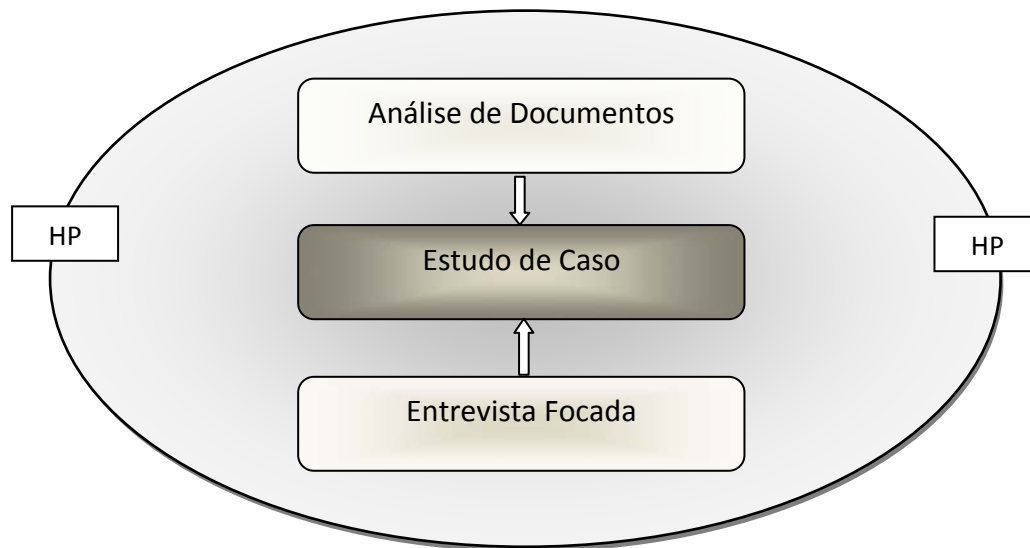 Análise de Documentos
HP
Estudo de Caso
HP
Entrevista Focada